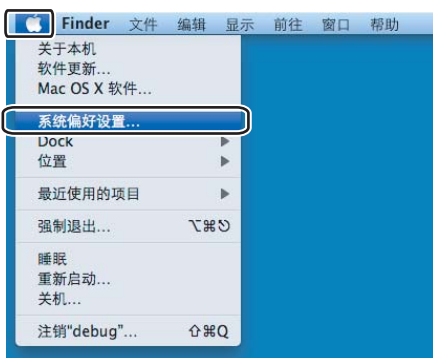 Finder 文件 编辑 显示 前往 窗口 帮助
关于本机
软件更新...
Mac OS X 软件...
系统偏好设置...
Dock
位置
最近使用的项目
强制退出... ⌥⌘⎋
睡眠
重新启动...
关机...
注销"debug"... ⇧⌘Q